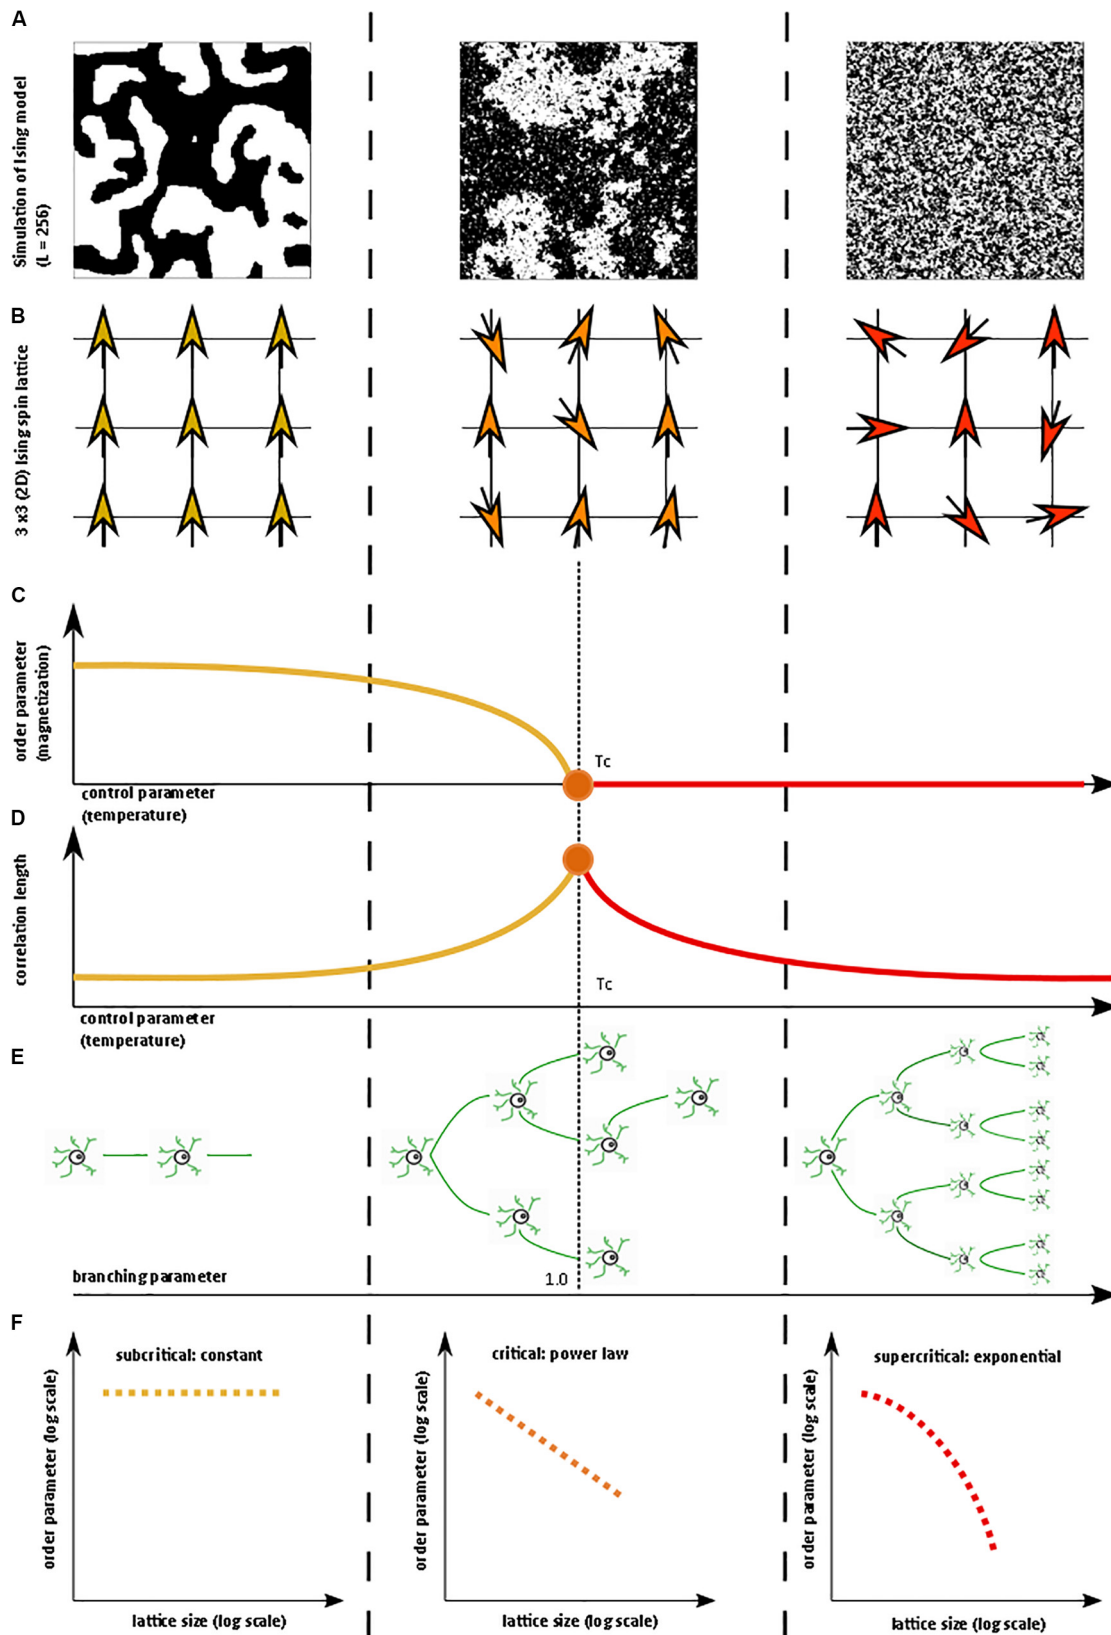 A
Simulation of Ising model
(L = 256)
B
3 x3 (2D) Ising spin lattice
C
order parameter
(magnetization)
Tc
control parameter
(temperature)
D
correlation length
Tc
control parameter
(temperature)
E
1.0
branching parameter
F
subcritical: constant
order parameter (log scale)
lattice size (log scale)
critical: power law
order parameter (log scale)
lattice size (log scale)
supercritical: exponential
order parameter (log scale)
lattice size (log scale)